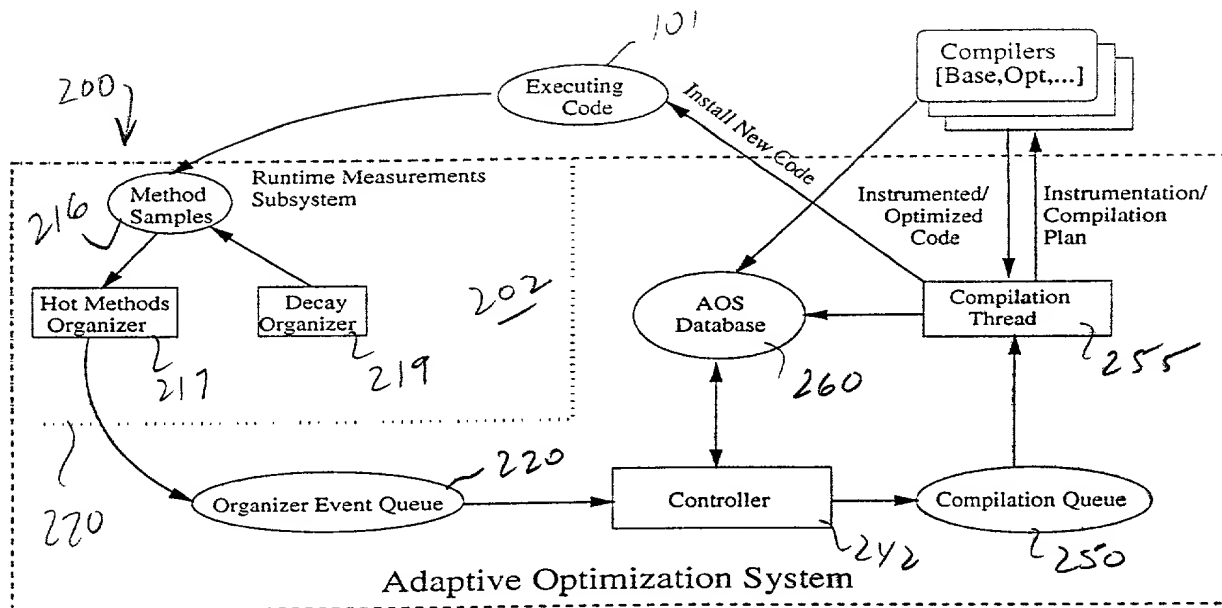 101
Compilers
[Base,Opt,...]
200
Executing
Code
Install New Code
Method
Samples
Runtime Measurements
Subsystem
216
Instrumented/
Optimized
Code
Instrumentation/
Compilation
Plan
Hot Methods
Organizer
Decay
Organizer
202
AOS
Database
Compilation
Thread
217
219
260
255
220
Organizer Event Queue
220
Controller
Compilation Queue
242
250
Adaptive Optimization System